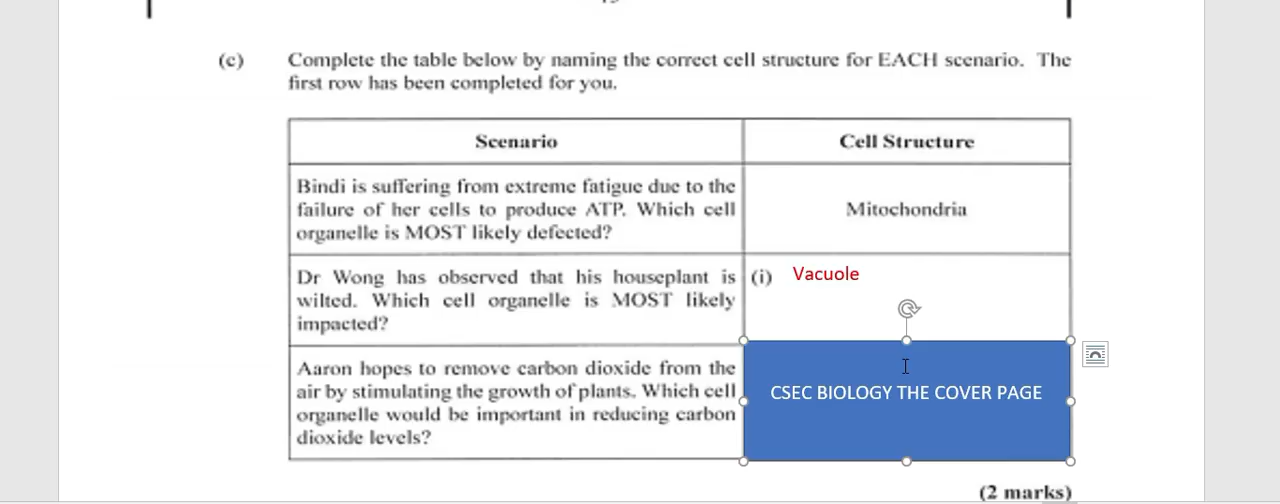 (c) Complete the table below by naming the correct cell structure for EACH scenario. The
first row has been completed for you.
Scenario Cell Structure
Bindi is suffering from extreme fatigue due to the
failure of her cells to produce ATP. Which cell
organelle is MOST likely defected?
Mitochondria
Dr Wong has observed that his houseplant is
wilted. Which cell organelle is MOST likely
impacted?
(i) Vacuole
Aaron hopes to remove carbon dioxide from the
air by stimulating the growth of plants. Which cell
organelle would be important in reducing carbon
dioxide levels?
CSEC BIOLOGY THE COVER PAGE
(2 marks)